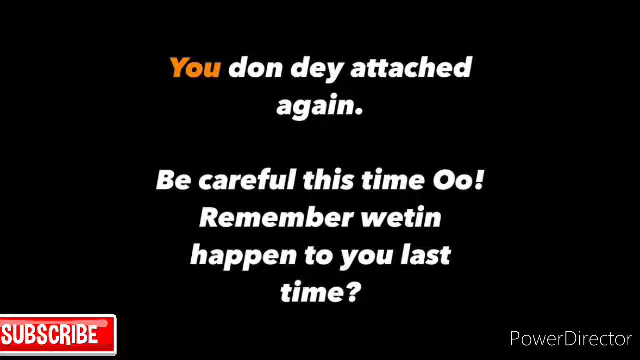 You don dey attached
again.
Be careful this time Oo!
Remember wetin
happen to you last
time?
SUBSCRIBE
PowerDirector